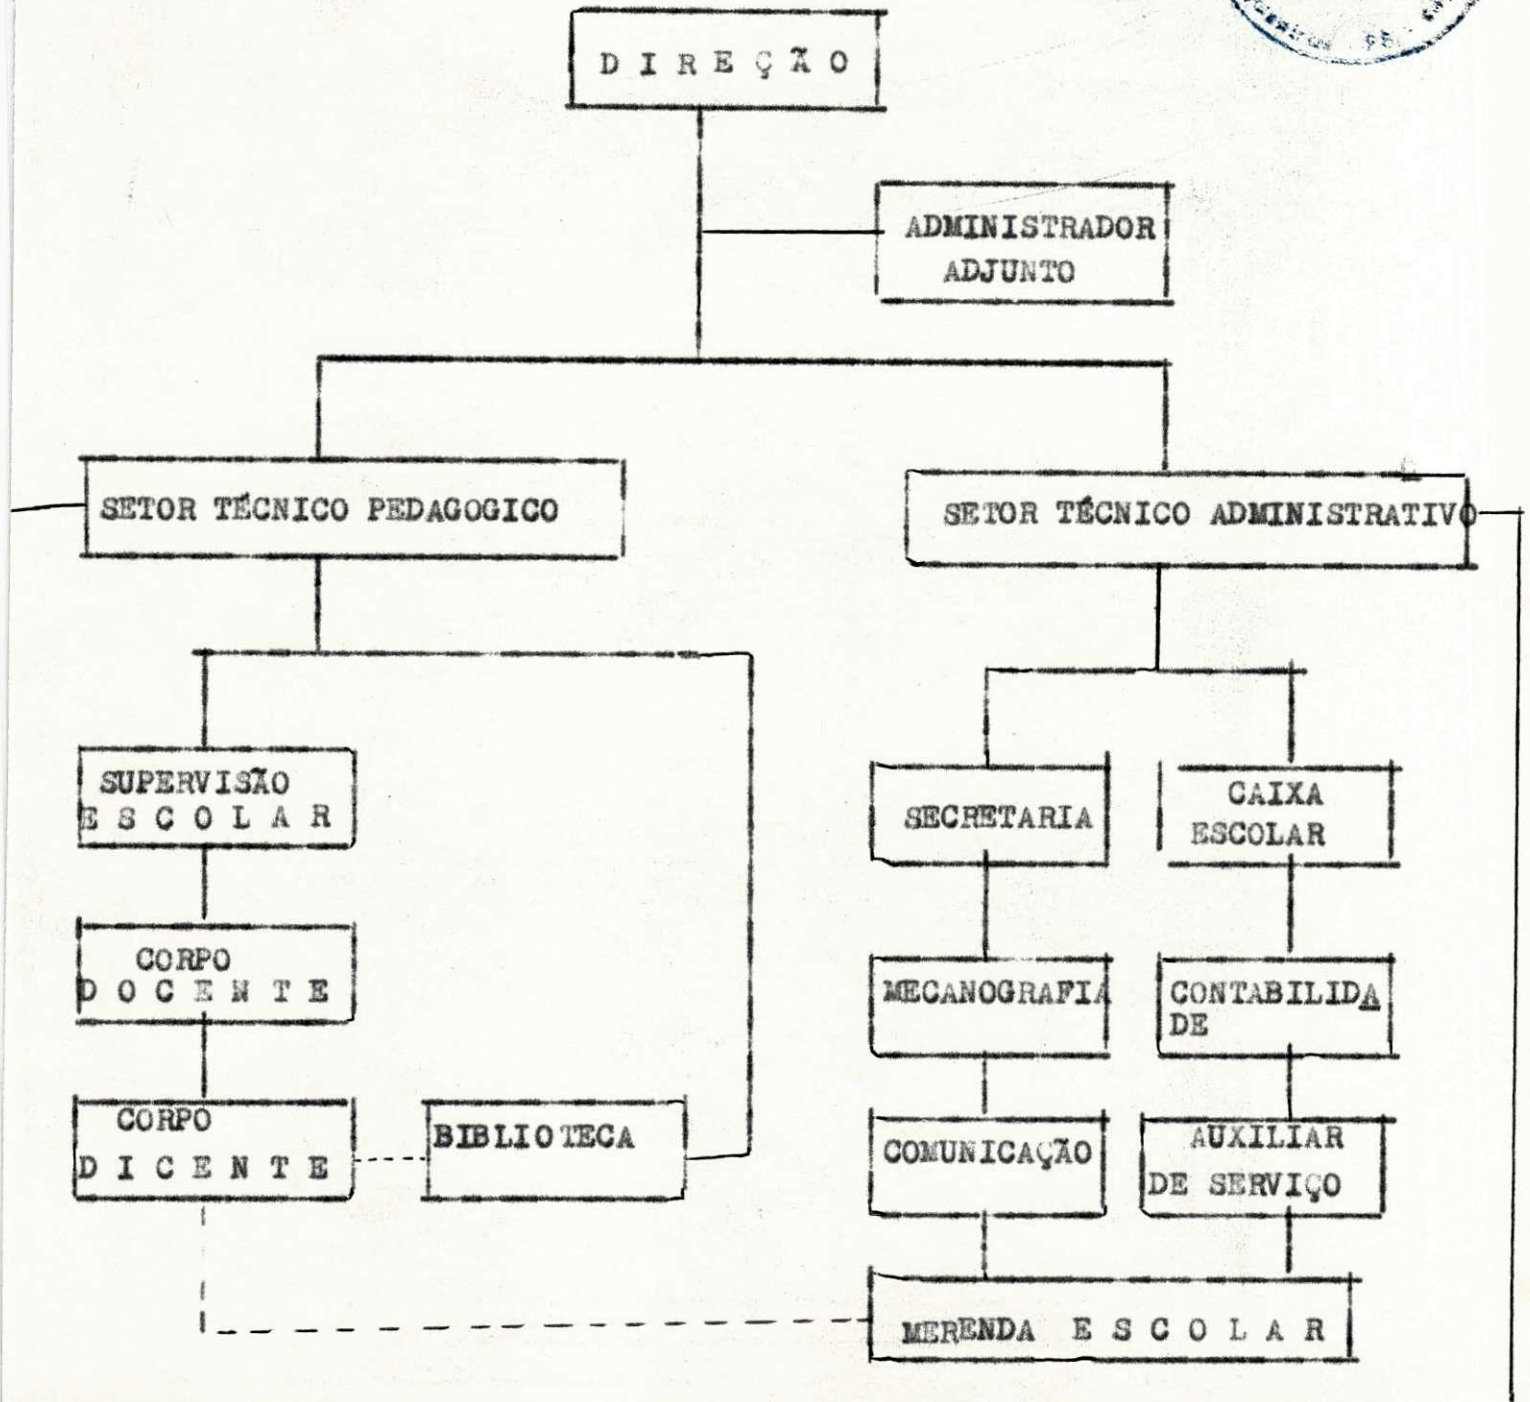 D I R E Ç Ã O
ADMINISTRADOR
ADJUNTO
SETOR TÉCNICO PEDAGOGICO
SETOR TÉCNICO ADMINISTRATIVO
SUPERVISÃO
E S C O L A R
SECRETARIA
CAIXA
ESCOLAR
CORPO
D O C E N T E
MECANOGRAFIA
CONTABILIDA
DE
CORPO
D I C E N T E
BIBLIOTECA
COMUNICAÇÃO
AUXILIAR
DE SERVIÇO
MERENDA E S C O L A R